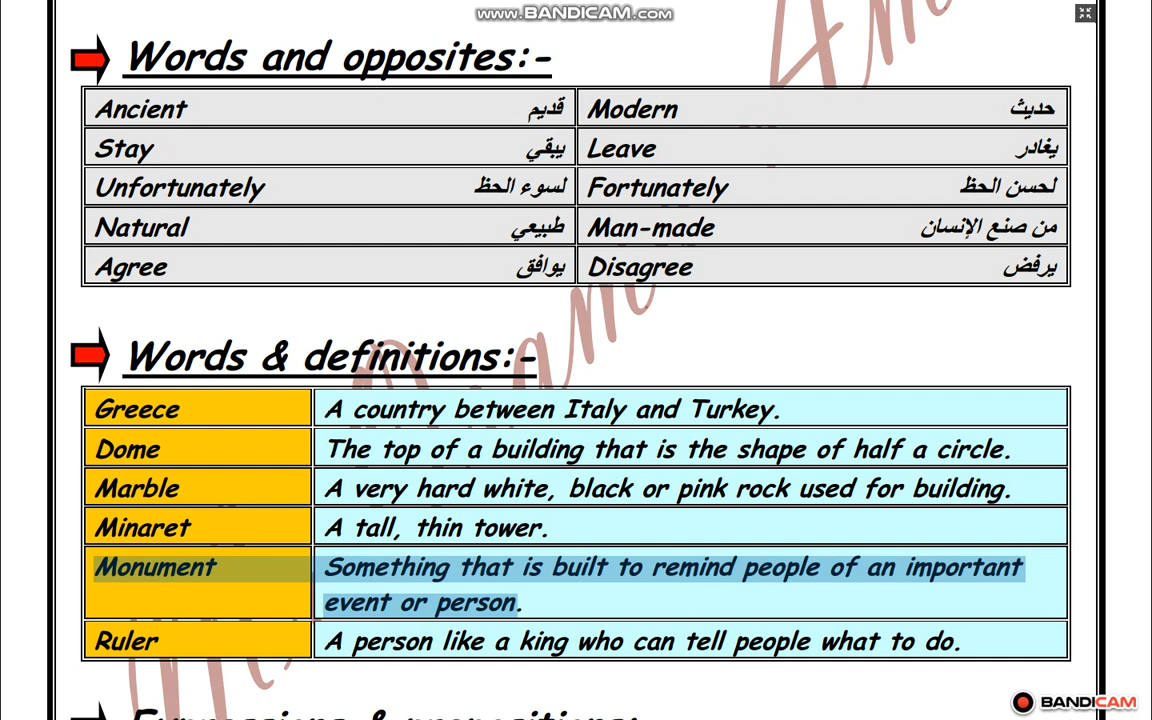 www.BANDICAM.com
Words and opposites:-
Ancient قديم Modern حديث
Stay يبقي Leave يغادر
Unfortunately لسوء الحظ Fortunately لحسن الحظ
Natural طبيعي Man-made من صنع الإنسان
Agree يوافق Disagree يرفض
Words & definitions:-
Greece A country between Italy and Turkey.
Dome The top of a building that is the shape of half a circle.
Marble A very hard white, black or pink rock used for building.
Minaret A tall, thin tower.
Monument Something that is built to remind people of an important
event or person.
Ruler A person like a king who can tell people what to do.
BANDICAM